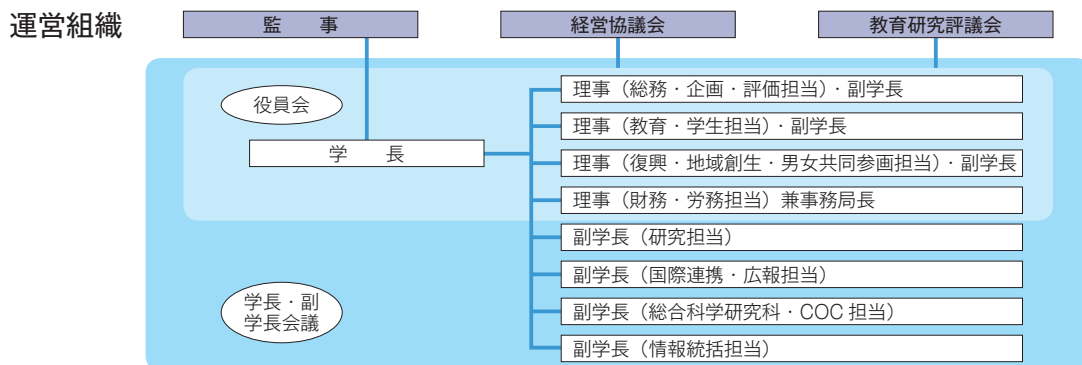 運営組織
監　事
経営協議会
教育研究評議会
役員会
学　長
理事（総務・企画・評価担当）・副学長
理事（教育・学生担当）・副学長
理事（復興・地域創生・男女共同参画担当）・副学長
理事（財務・労務担当）兼事務局長
副学長（研究担当）
副学長（国際連携・広報担当）
副学長（総合科学研究科・COC 担当）
副学長（情報統括担当）
学長・副
学長会議